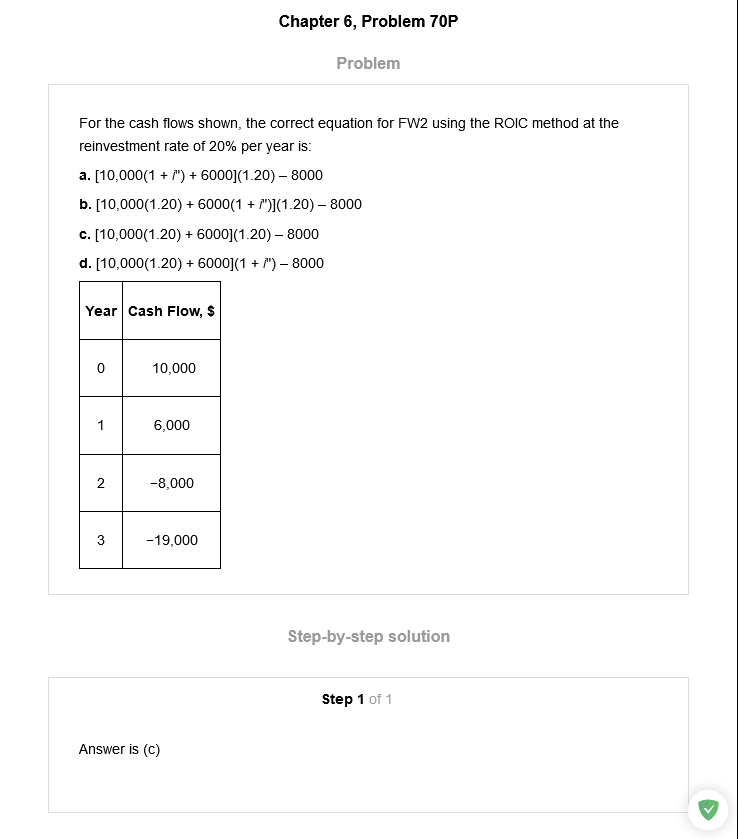 Chapter 6, Problem 70P
Problem
For the cash flows shown, the correct equation for FW2 using the ROIC method at the
reinvestment rate of 20% per year is:
a. [10,000(1 + i") + 6000](1.20) – 8000
b. [10,000(1.20) + 6000(1 + i")](1.20) – 8000
c. [10,000(1.20) + 6000](1.20) – 8000
d. [10,000(1.20) + 6000](1 + i") – 8000
Year Cash Flow, $
0 10,000
1 6,000
2 −8,000
3 −19,000
Step-by-step solution
Step 1 of 1
Answer is (c)